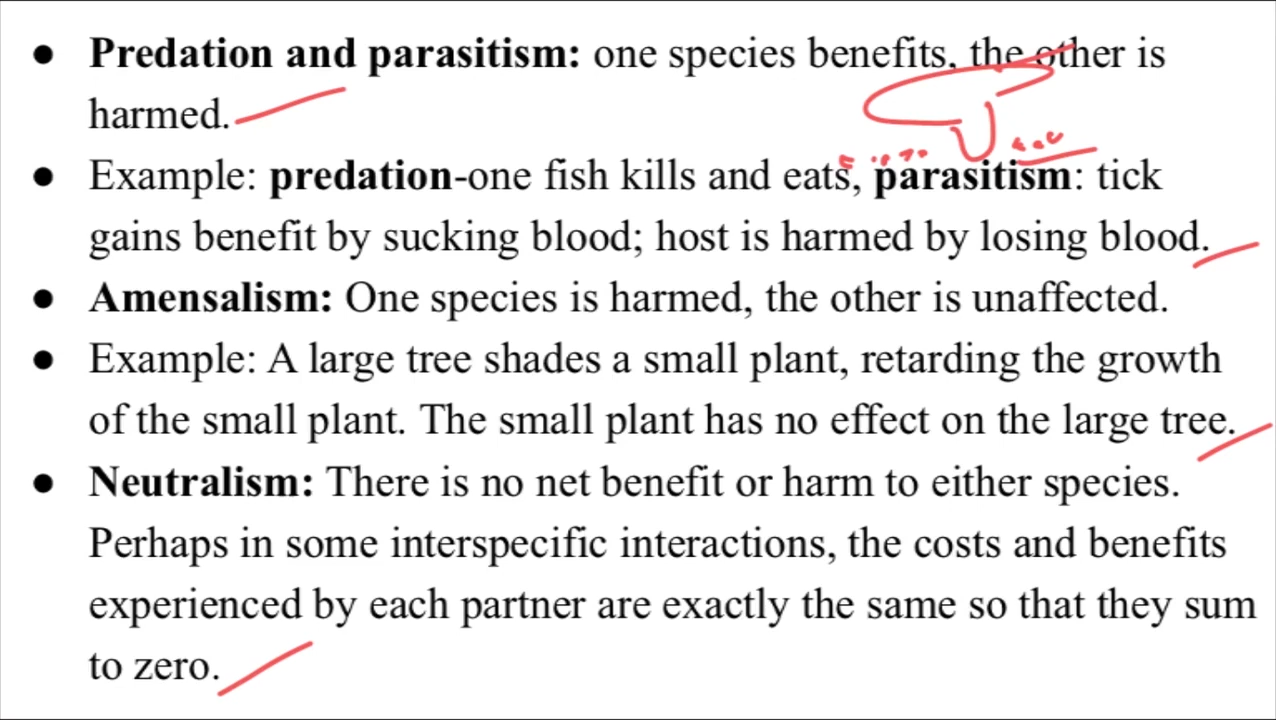 ● Predation and parasitism: one species benefits, the other is
harmed.
● Example: predation-one fish kills and eats, parasitism: tick
gains benefit by sucking blood; host is harmed by losing blood.
● Amensalism: One species is harmed, the other is unaffected.
● Example: A large tree shades a small plant, retarding the growth
of the small plant. The small plant has no effect on the large tree.
● Neutralism: There is no net benefit or harm to either species.
Perhaps in some interspecific interactions, the costs and benefits
experienced by each partner are exactly the same so that they sum
to zero.